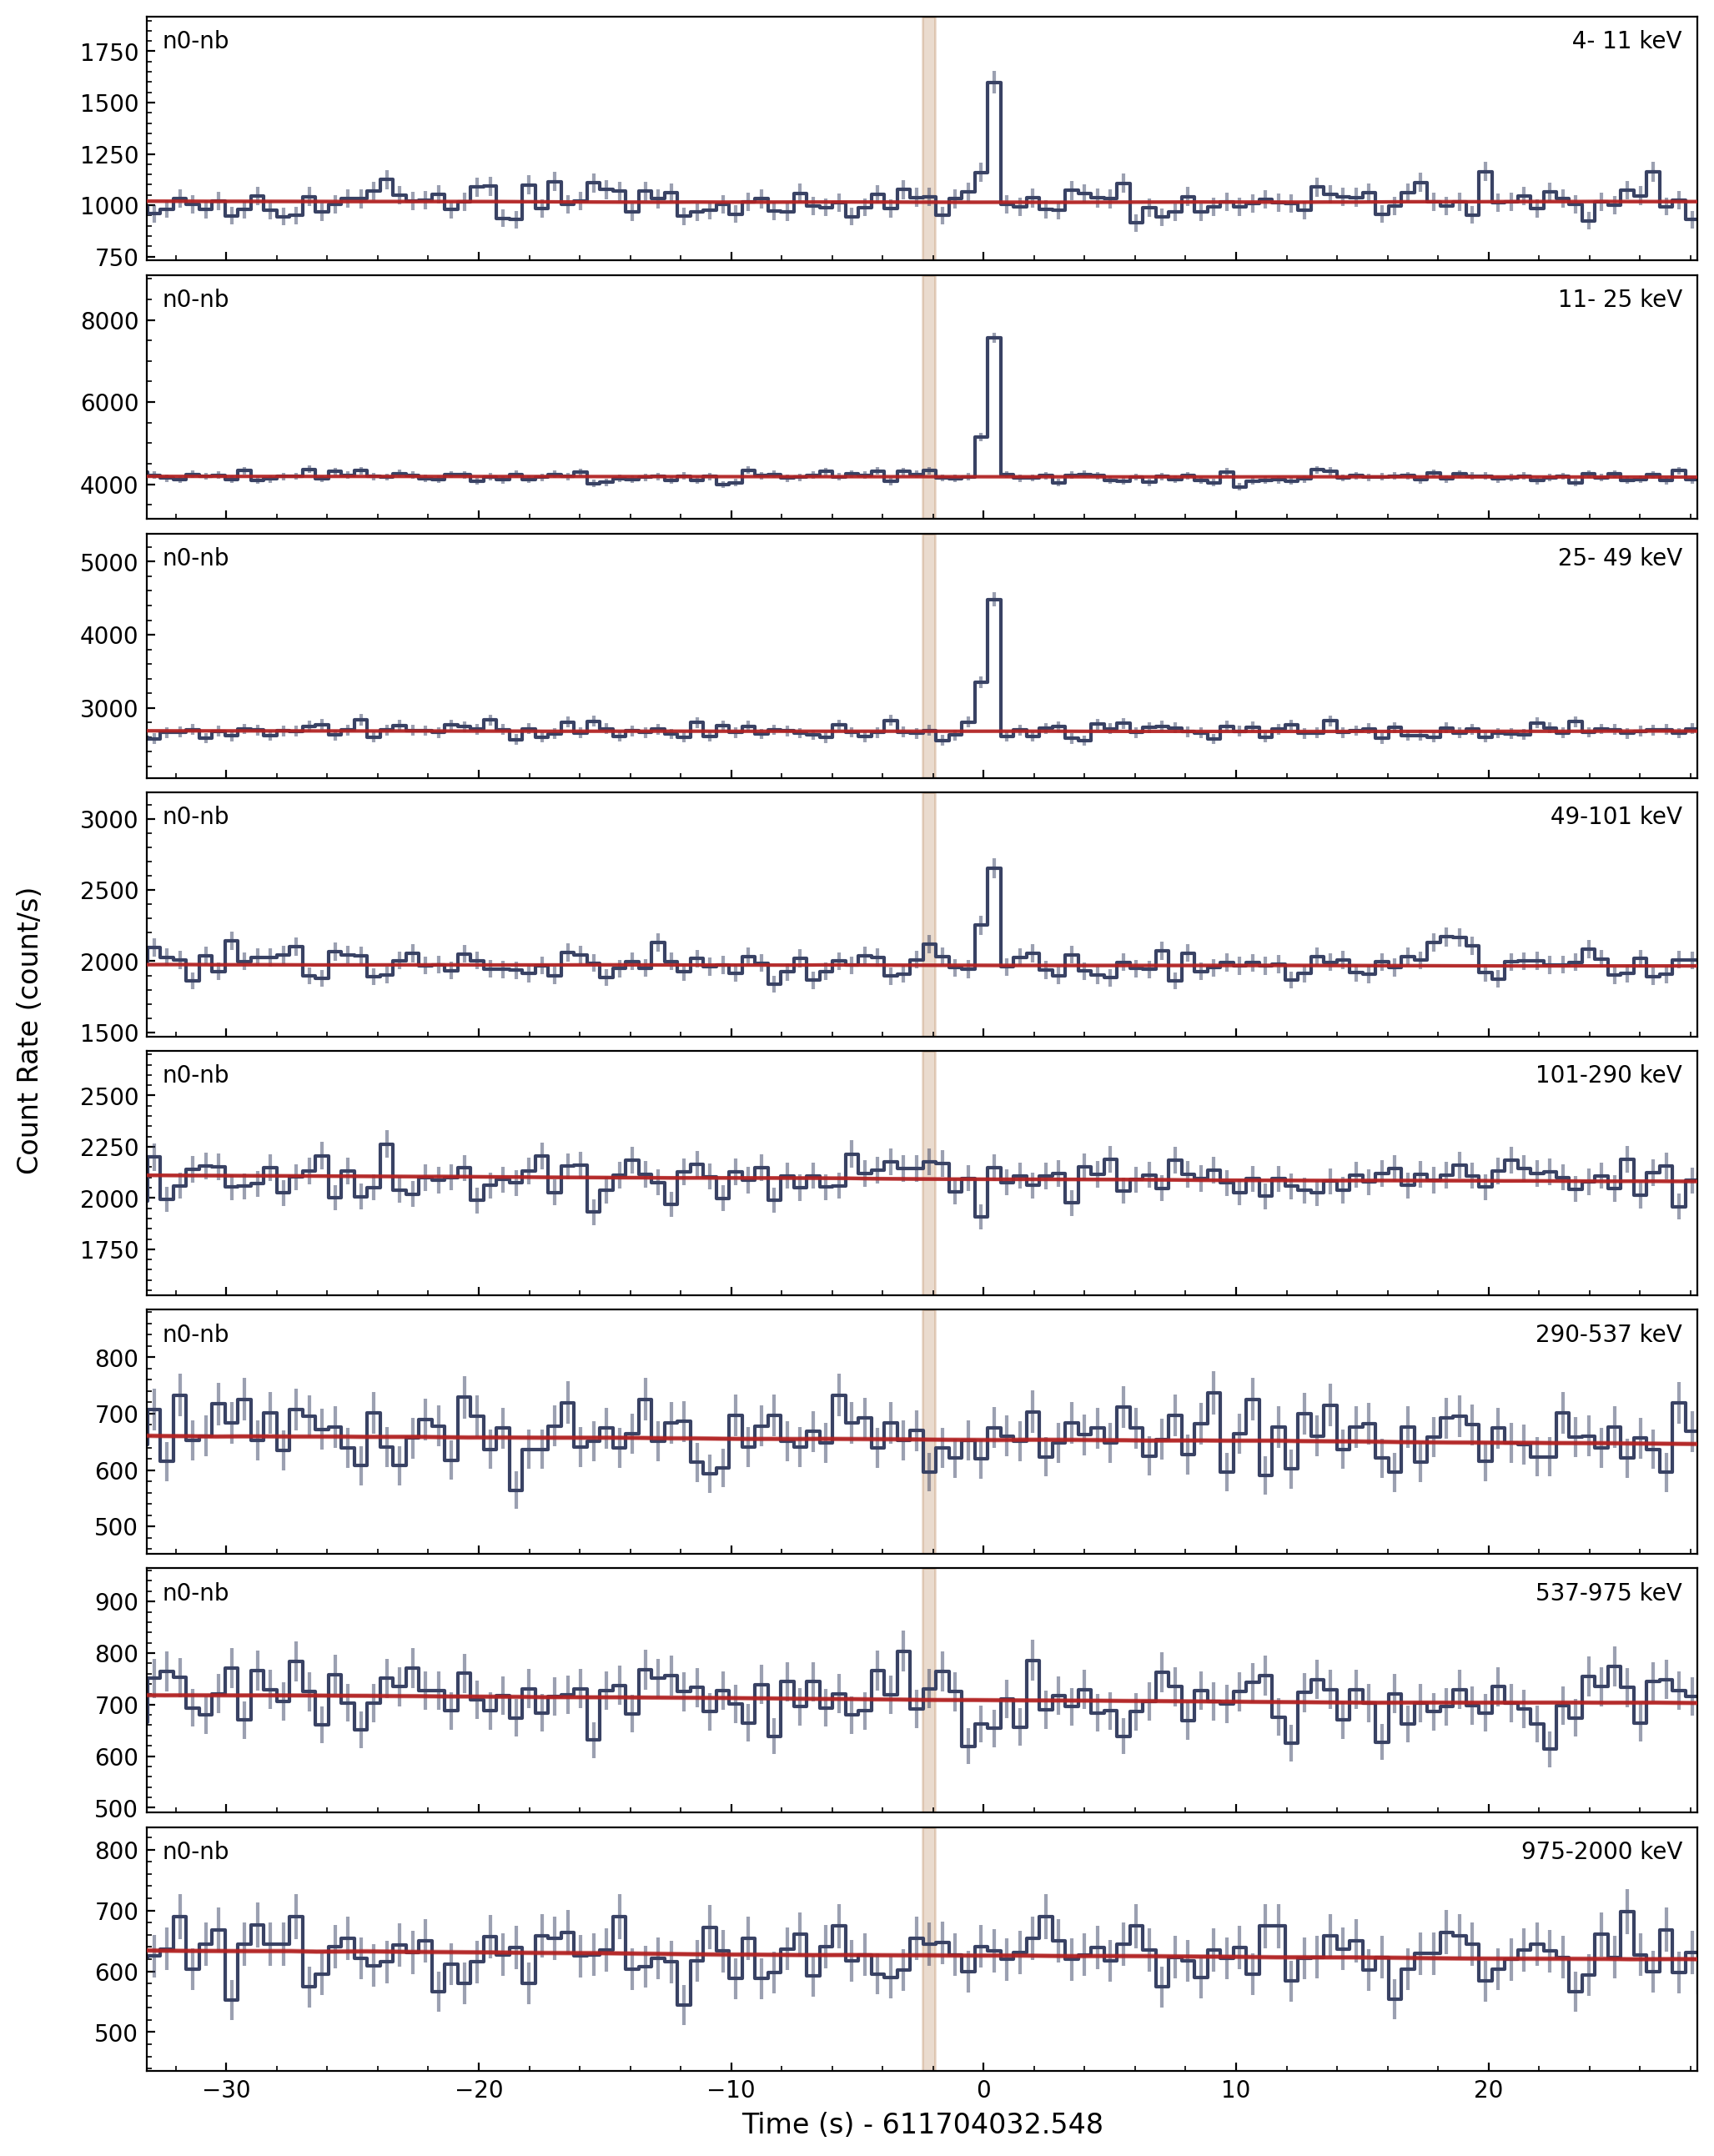 n0-nb 4- 11 keV
1750
1500
1250
1000
750
n0-nb 11- 25 keV
8000
6000
4000
n0-nb 25- 49 keV
5000
4000
3000
n0-nb 49-101 keV
3000
2500
2000
1500
n0-nb 101-290 keV
2500
2250
2000
1750
n0-nb 290-537 keV
800
700
600
500
n0-nb 537-975 keV
900
800
700
600
500
n0-nb 975-2000 keV
800
700
600
500
−30 −20 −10 0 10 20
Time (s) - 611704032.548
Count Rate (count/s)